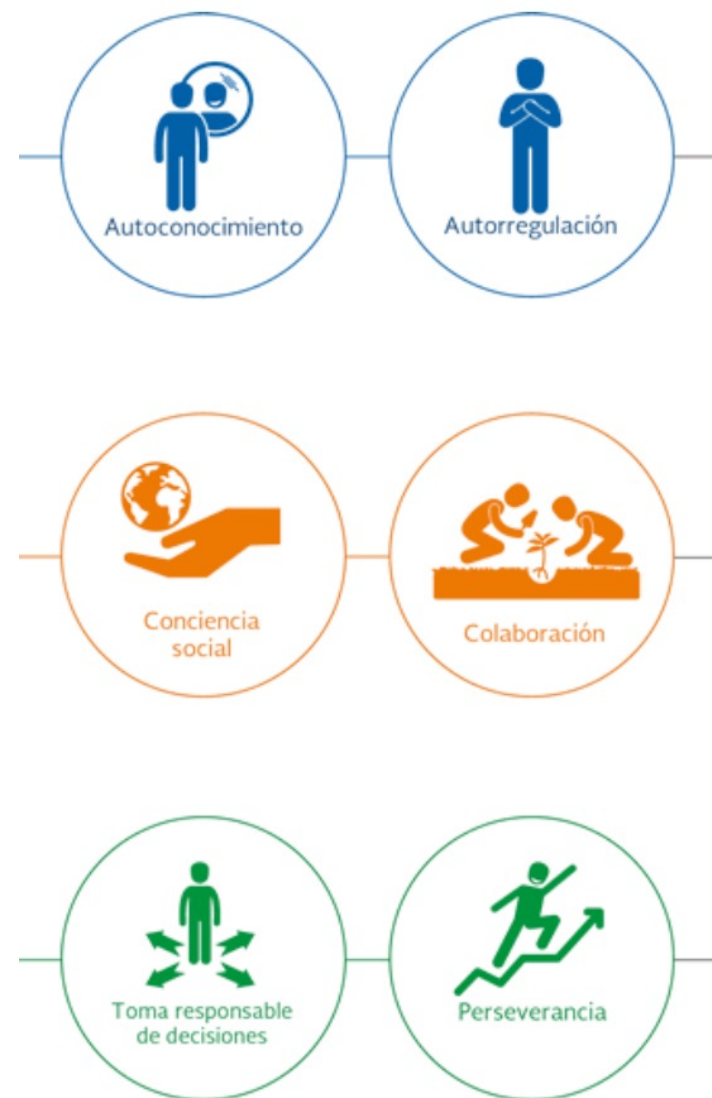 Autoconocimiento
Autorregulación
Conciencia
social
Colaboración
Toma responsable
de decisiones
Perseverancia